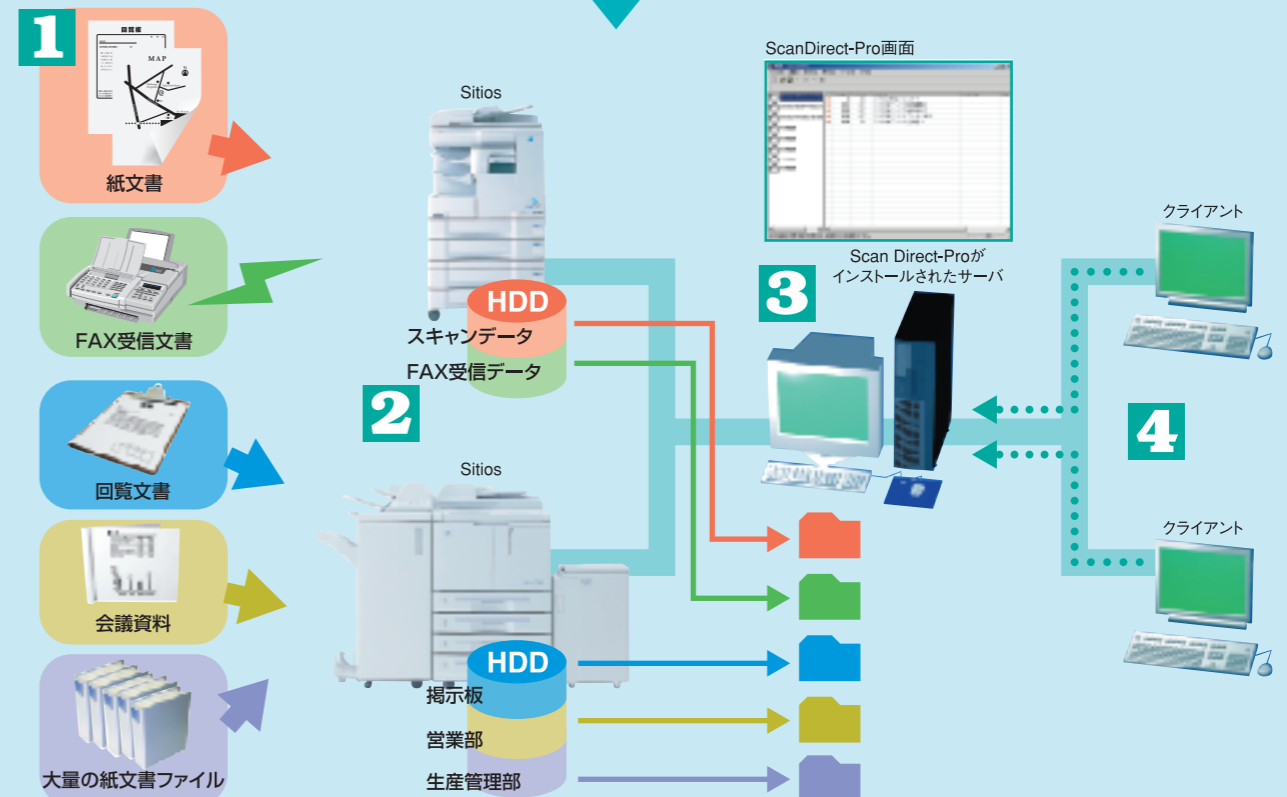 1
回覧板
MAP
紙文書
FAX受信文書
回覧文書
会議資料
大量の紙文書ファイル
Sitios
HDD
スキャンデータ
FAX受信データ
2
Sitios
HDD
掲示板
営業部
生産管理部
ScanDirect-Pro画面
Scan Direct-Proが
インストールされたサーバ
3
クライアント
4
クライアント